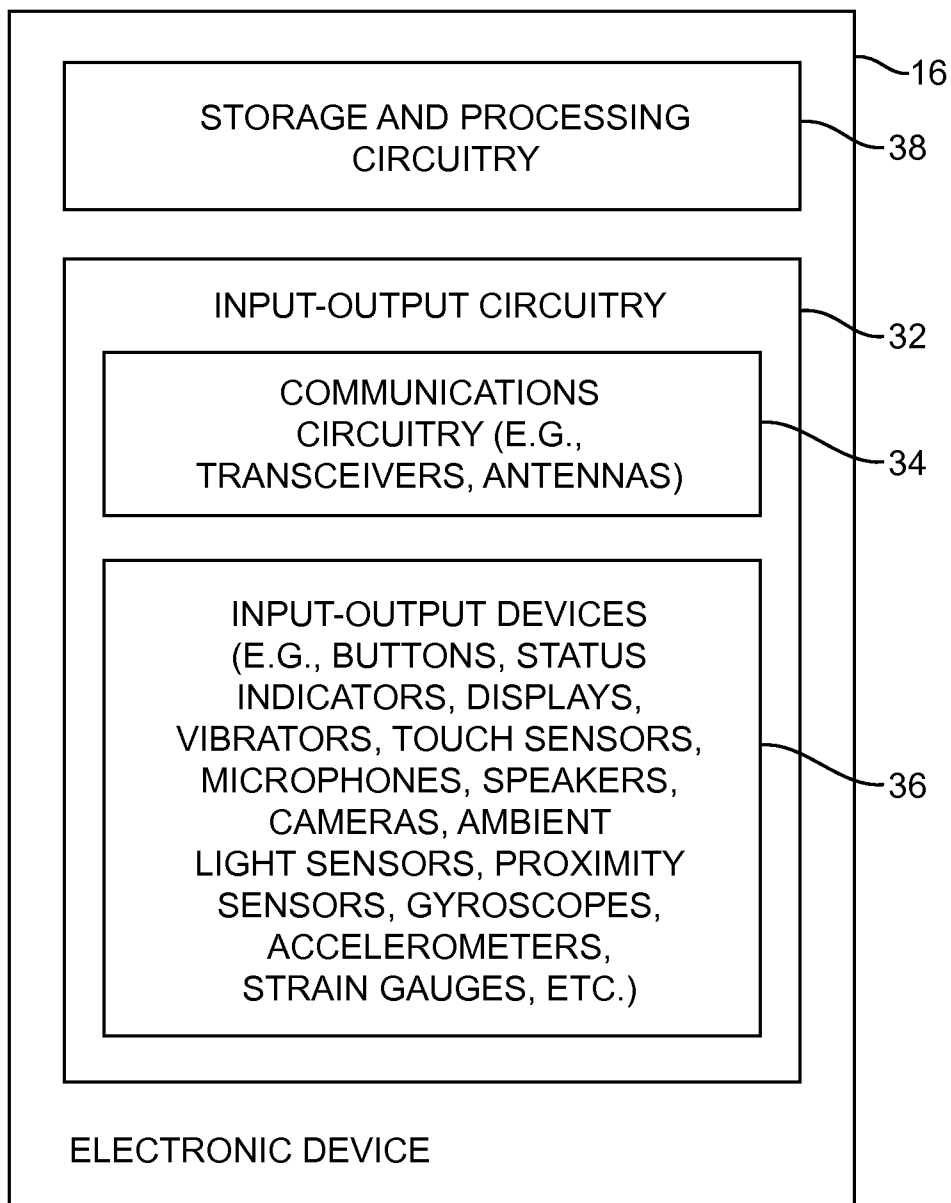 16
STORAGE AND PROCESSING
CIRCUITRY
38
INPUT-OUTPUT CIRCUITRY
32
COMMUNICATIONS
CIRCUITRY (E.G.,
TRANSCEIVERS, ANTENNAS)
34
INPUT-OUTPUT DEVICES
(E.G., BUTTONS, STATUS
INDICATORS, DISPLAYS,
VIBRATORS, TOUCH SENSORS,
MICROPHONES, SPEAKERS,
CAMERAS, AMBIENT
LIGHT SENSORS, PROXIMITY
SENSORS, GYROSCOPES,
ACCELEROMETERS,
STRAIN GAUGES, ETC.)
36
ELECTRONIC DEVICE